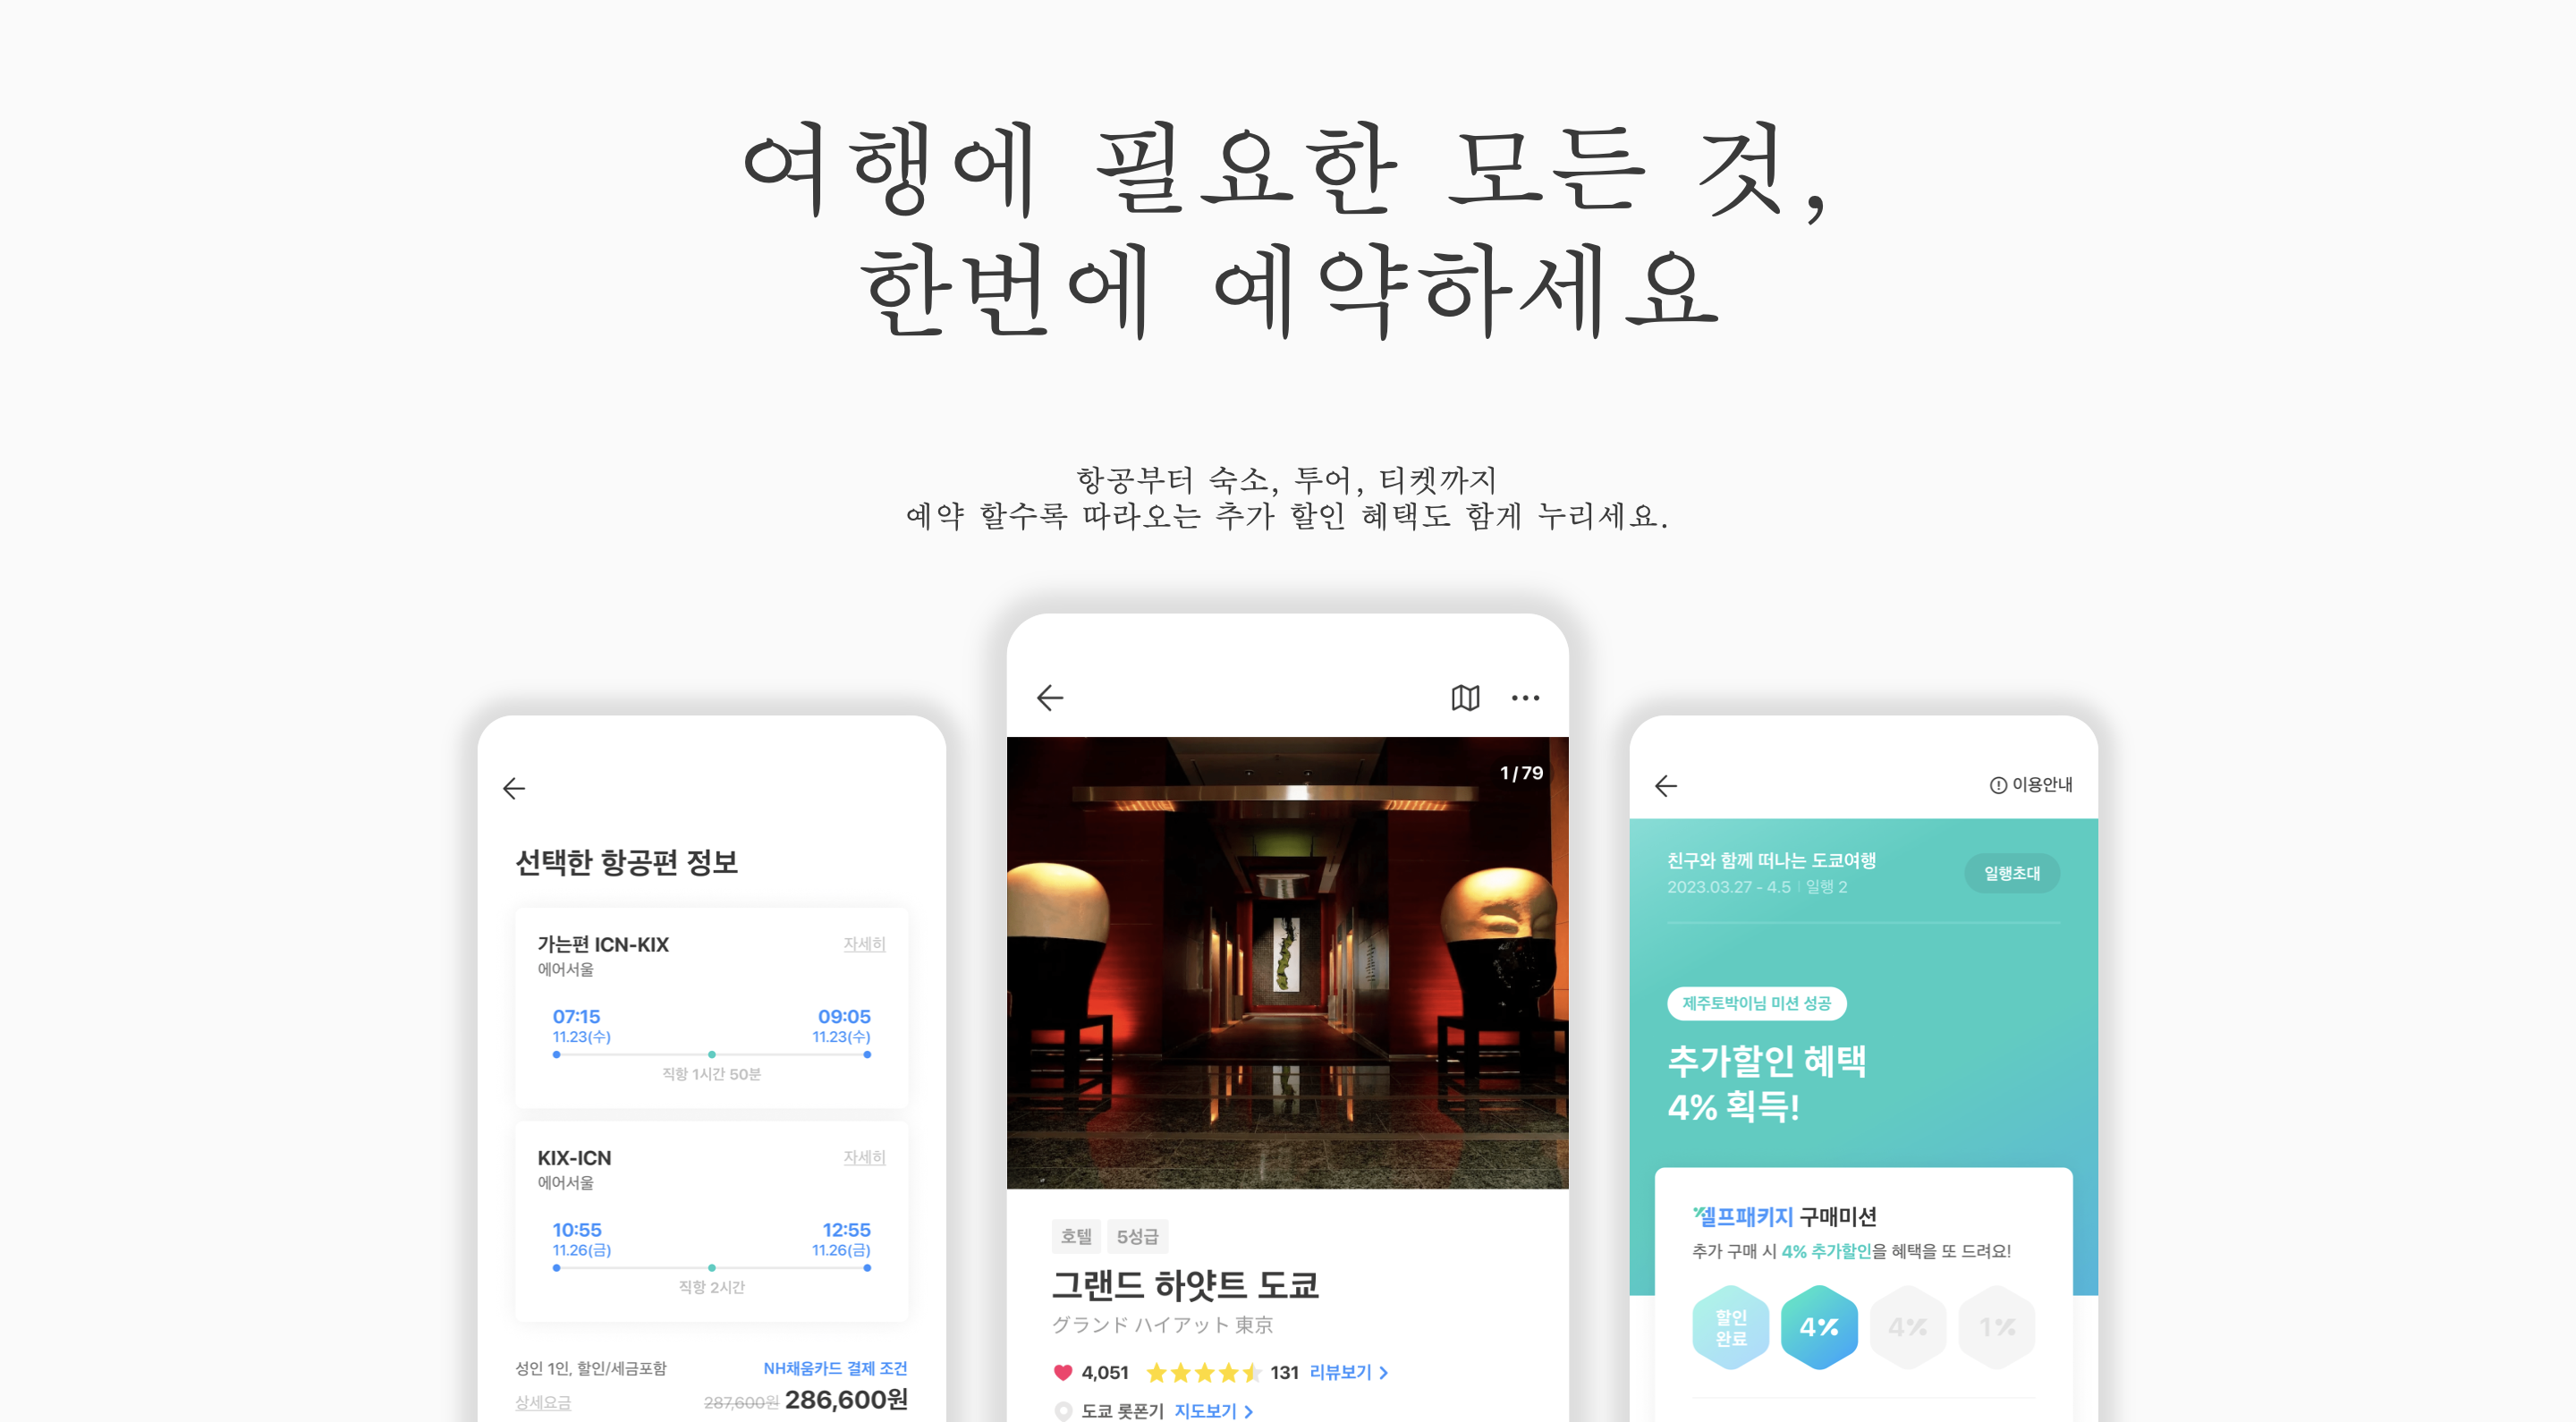 여행에 필요한 모든 것,
한번에 예약하세요
항공부터 숙소, 투어, 티켓까지
예약 할수록 따라오는 추가 할인 혜택도 함게 누리세요.
선택한 항공편 정보
가는편 ICN-KIX 자세히
에어서울
07:15 09:05
11.23(수) 11.23(수)
직항 1시간 50분
KIX-ICN 자세히
에어서울
10:55 12:55
11.26(금) 11.26(금)
직항 2시간
성인 1인, 할인/세금포함 NH채움카드 결제 조건
상세요금 287,600원 286,600원
1/79
호텔 5성급
그랜드 하얏트 도쿄
グランド ハイアット 東京
4,051 131 리뷰보기
도쿄 롯폰기 지도보기
이용안내
친구와 함께 떠나는 도쿄여행
2023.03.27 - 4.5 일행 2
일행초대
제주토박이님 미션 성공
추가할인 혜택
4% 획득!
셀프패키지 구매미션
추가 구매 시 4% 추가할인을 혜택을 또 드려요!
할인
완료
4% 4% 1%